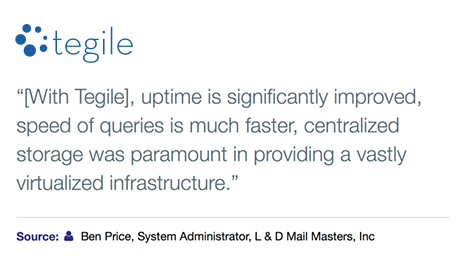 tegile
“[With Tegile], uptime is significantly improved,
speed of queries is much faster, centralized
storage was paramount in providing a vastly
virtualized infrastructure.”
Source: Ben Price, System Administrator, L & D Mail Masters, Inc